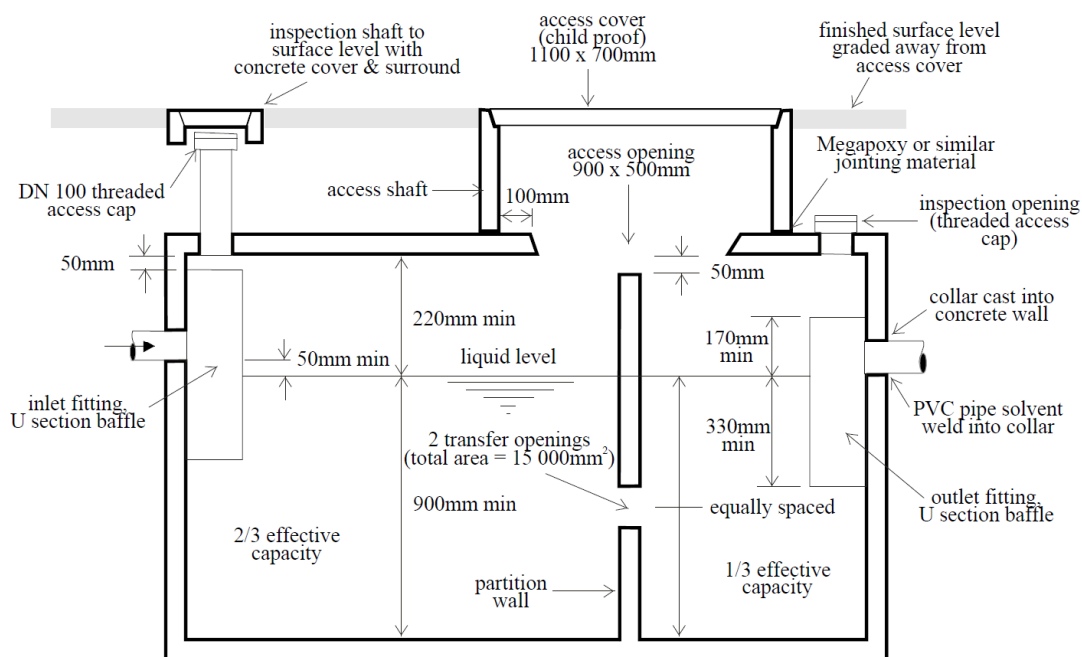 inspection shaft to
surface level with
concrete cover & surround
access cover
(child proof)
1100 x 700mm
finished surface level
graded away from
access cover
DN 100 threaded
access cap
access shaft
100mm
access opening
900 x 500mm
Megapoxy or similar
jointing material
inspection opening
(threaded access
cap)
50mm
50mm
220mm min
50mm min
liquid level
170mm
min
collar cast into
concrete wall
inlet fitting,
U section baffle
2 transfer openings
(total area = 15 000mm²)
330mm
min
PVC pipe solvent
weld into collar
900mm min
equally spaced
outlet fitting,
U section baffle
2/3 effective
capacity
partition
wall
1/3 effective
capacity